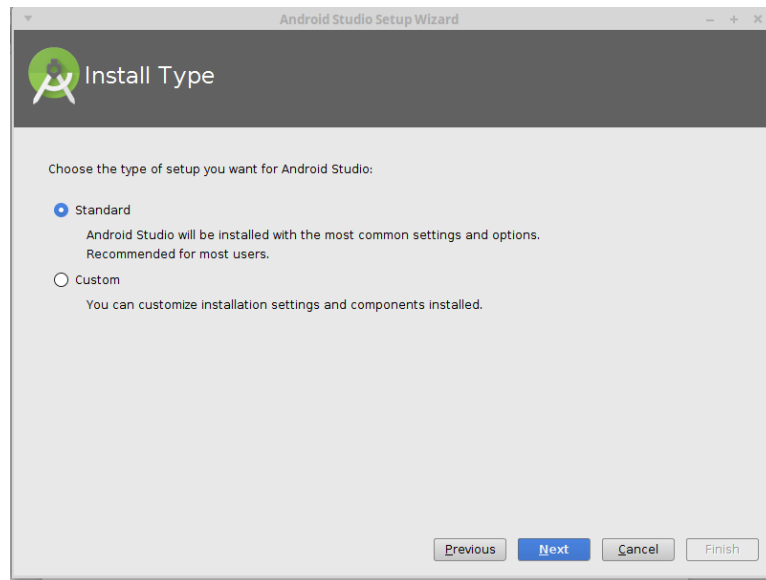 Android Studio Setup Wizard
Install Type
Choose the type of setup you want for Android Studio:
Standard
Android Studio will be installed with the most common settings and options.
Recommended for most users.
Custom
You can customize installation settings and components installed.
Previous Next Cancel Finish